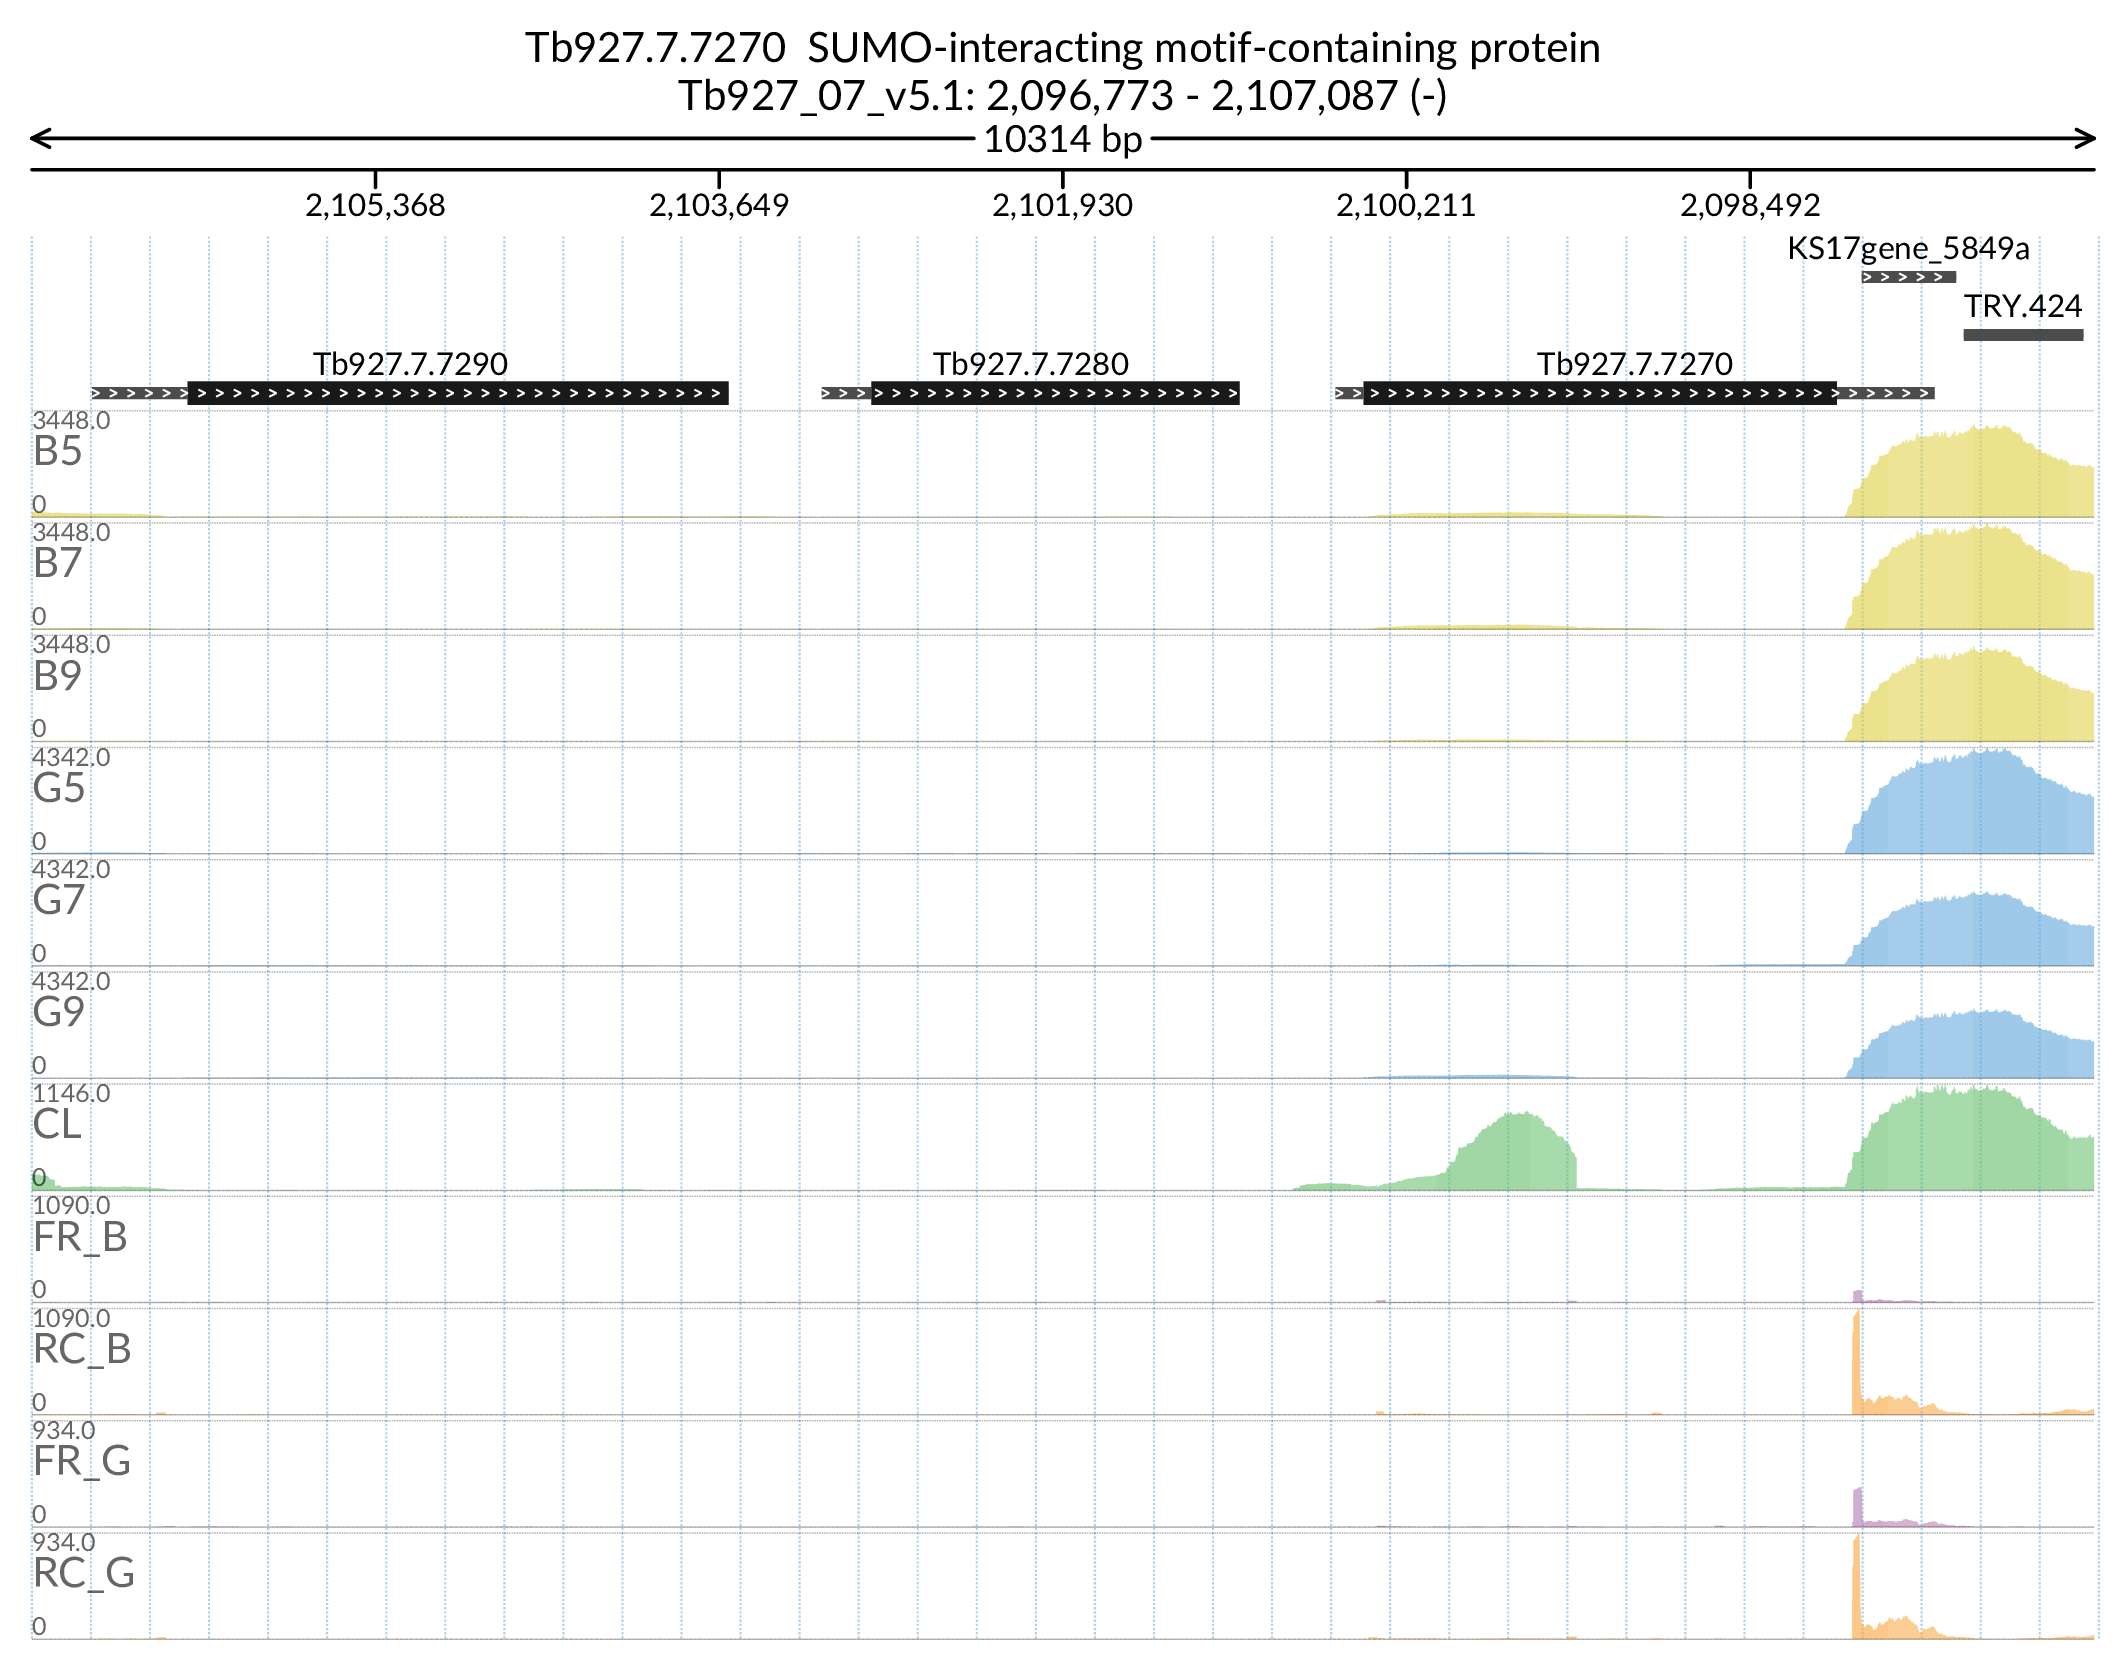 Tb927.7.7270 SUMO-interacting motif-containing protein
Tb927_07_v5.1: 2,096,773 - 2,107,087 (-)
10314 bp
2,105,368 2,103,649 2,101,930 2,100,211 2,098,492
KS17gene_5849a
TRY.424
Tb927.7.7290 Tb927.7.7280 Tb927.7.7270
3448.0
B5
0
3448.0
B7
0
3448.0
B9
0
4342.0
G5
0
4342.0
G7
0
4342.0
G9
0
1146.0
CL
0
1090.0
FR_B
0
1090.0
RC_B
0
934.0
FR_G
0
934.0
RC_G
0